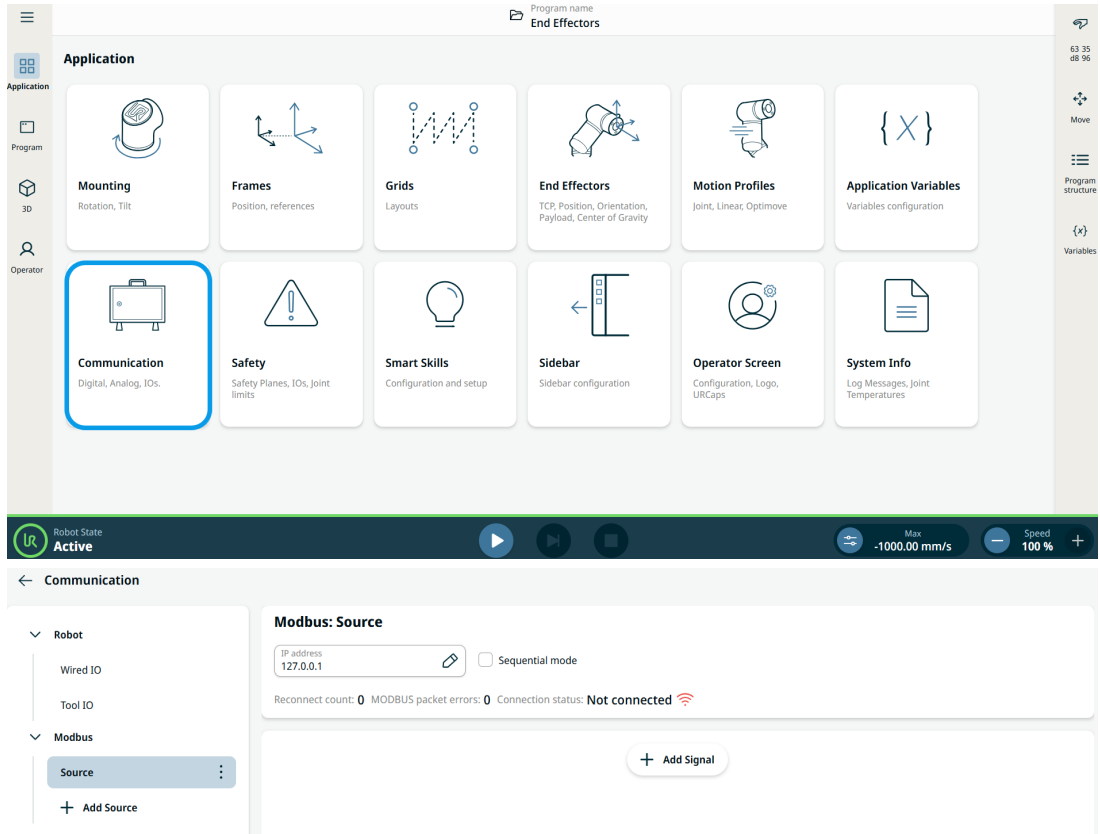 Program name
End Effectors
Application
Application
Program
3D
Operator
Mounting
Rotation, Tilt
Frames
Position, references
Grids
Layouts
End Effectors
TCP, Position, Orientation,
Payload, Center of Gravity
Motion Profiles
Joint, Linear, Optimove
Application Variables
Variables configuration
Communication
Digital, Analog, IOs.
Safety
Safety Planes, IOs, Joint
limits
Smart Skills
Configuration and setup
Sidebar
Sidebar configuration
Operator Screen
Configuration, Logo,
URCaps
System Info
Log Messages, Joint
Temperatures
63 35
d8 96
Move
Program
structure
{x}
Variables
UR
Robot State
Active
Max
-1000.00 mm/s
Speed
100 %
Communication
Robot
Wired IO
Tool IO
Modbus
Source
Add Source
Modbus: Source
IP address
127.0.0.1
Sequential mode
Reconnect count: 0 MODBUS packet errors: 0 Connection status: Not connected
Add Signal